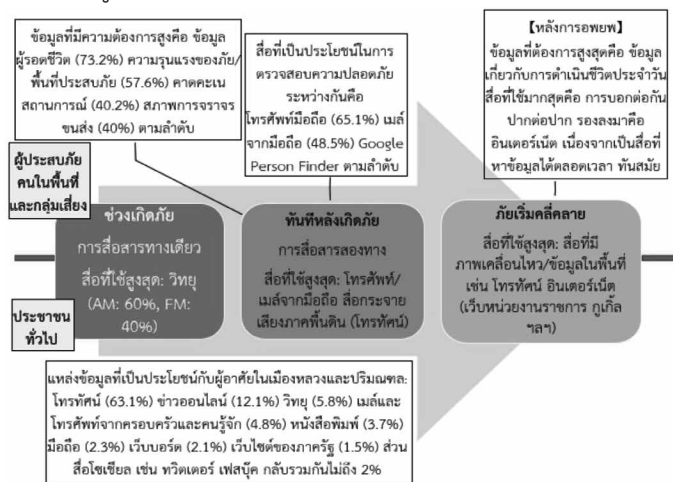 ข้อมูลที่มีความต้องการสูงคือ ข้อมูล
ผู้รอดชีวิต (73.2%) ความรุนแรงของภัย/
พื้นที่ประสบภัย (57.6%) คาดคะเน
สถานการณ์ (40.2%) สภาพการจราจร
ขนส่ง (40%) ตามลำดับ
สื่อที่เป็นประโยชน์ในการ
ตรวจสอบความปลอดภัย
ระหว่างกันคือ
โทรศัพท์มือถือ (65.1%) เมล์
จากมือถือ (48.5%) Google
Person Finder ตามลำดับ
【หลังการอพยพ】
ข้อมูลที่ต้องการสูงสุดคือ ข้อมูล
เกี่ยวกับการดำเนินชีวิตประจำวัน
สื่อที่ใช้มากสุดคือ การบอกต่อกัน
ปากต่อปาก รองลงมาคือ
อินเตอร์เน็ต เนื่องจากเป็นสื่อที่
หาข้อมูลได้ตลอดเวลา ทันสมัย
ผู้ประสบภัย
คนในพื้นที่
และกลุ่มเสี่ยง
ช่วงเกิดภัย
การสื่อสารทางเดียว
สื่อที่ใช้สูงสุด: วิทยุ
(AM: 60%, FM:
40%)
ทันทีหลังเกิดภัย
การสื่อสารสองทาง
สื่อที่ใช้สูงสุด: โทรศัพท์/
เมล์จากมือถือ สื่อกระจาย
เสียงภาคพื้นดิน (โทรทัศน์)
ภัยเริ่มคลี่คลาย
สื่อที่ใช้สูงสุด: สื่อที่มี
ภาพเคลื่อนไหว/ข้อมูลในพื้นที่
เช่น โทรทัศน์ อินเตอร์เน็ต
(เว็บหน่วยงานราชการ กูเกิ้ล
ฯลฯ)
ประชาชน
ทั่วไป
แหล่งข้อมูลที่เป็นประโยชน์กับผู้อาศัยในเมืองหลวงและปริมณฑล:
โทรทัศน์ (63.1%) ข่าวออนไลน์ (12.1%) วิทยุ (5.8%) เมล์และ
โทรศัพท์จากครอบครัวและคนรู้จัก (4.8%) หนังสือพิมพ์ (3.7%)
มือถือ (2.3%) เว็บบอร์ด (2.1%) เว็บไซต์ของภาครัฐ (1.5%) ส่วน
สื่อโซเชียล เช่น ทวิตเตอร์ เฟสบุ๊ค กลับรวมกันไม่ถึง 2%